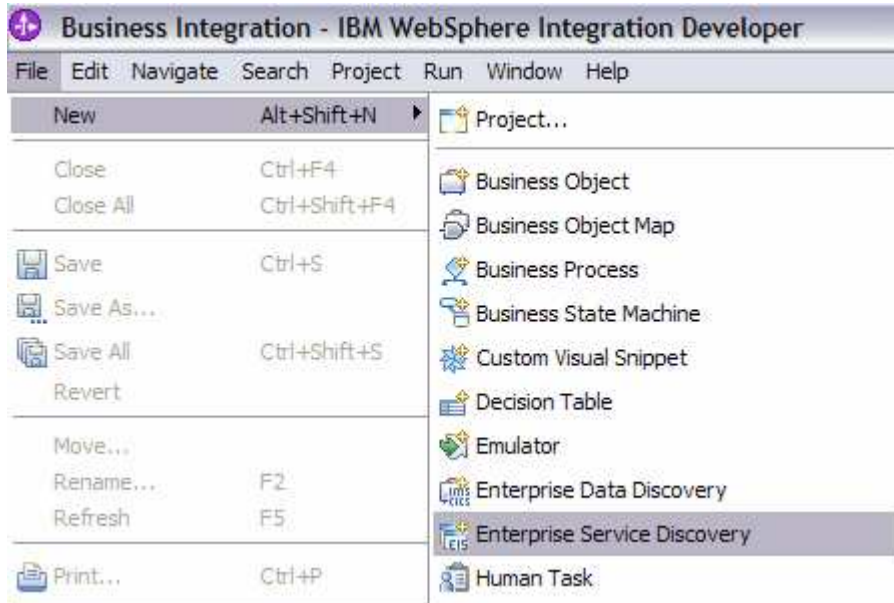 Business Integration - IBM WebSphere Integration Developer
File Edit Navigate Search Project Run Window Help
New Alt+Shift+N
Close Ctrl+F4
Close All Ctrl+Shift+F4
Save Ctrl+S
Save As...
Save All Ctrl+Shift+S
Revert
Move...
Rename... F2
Refresh F5
Print... Ctrl+P
Project...
Business Object
Business Object Map
Business Process
Business State Machine
Custom Visual Snippet
Decision Table
Emulator
IMS
CICS
Enterprise Data Discovery
EIS
Enterprise Service Discovery
Human Task